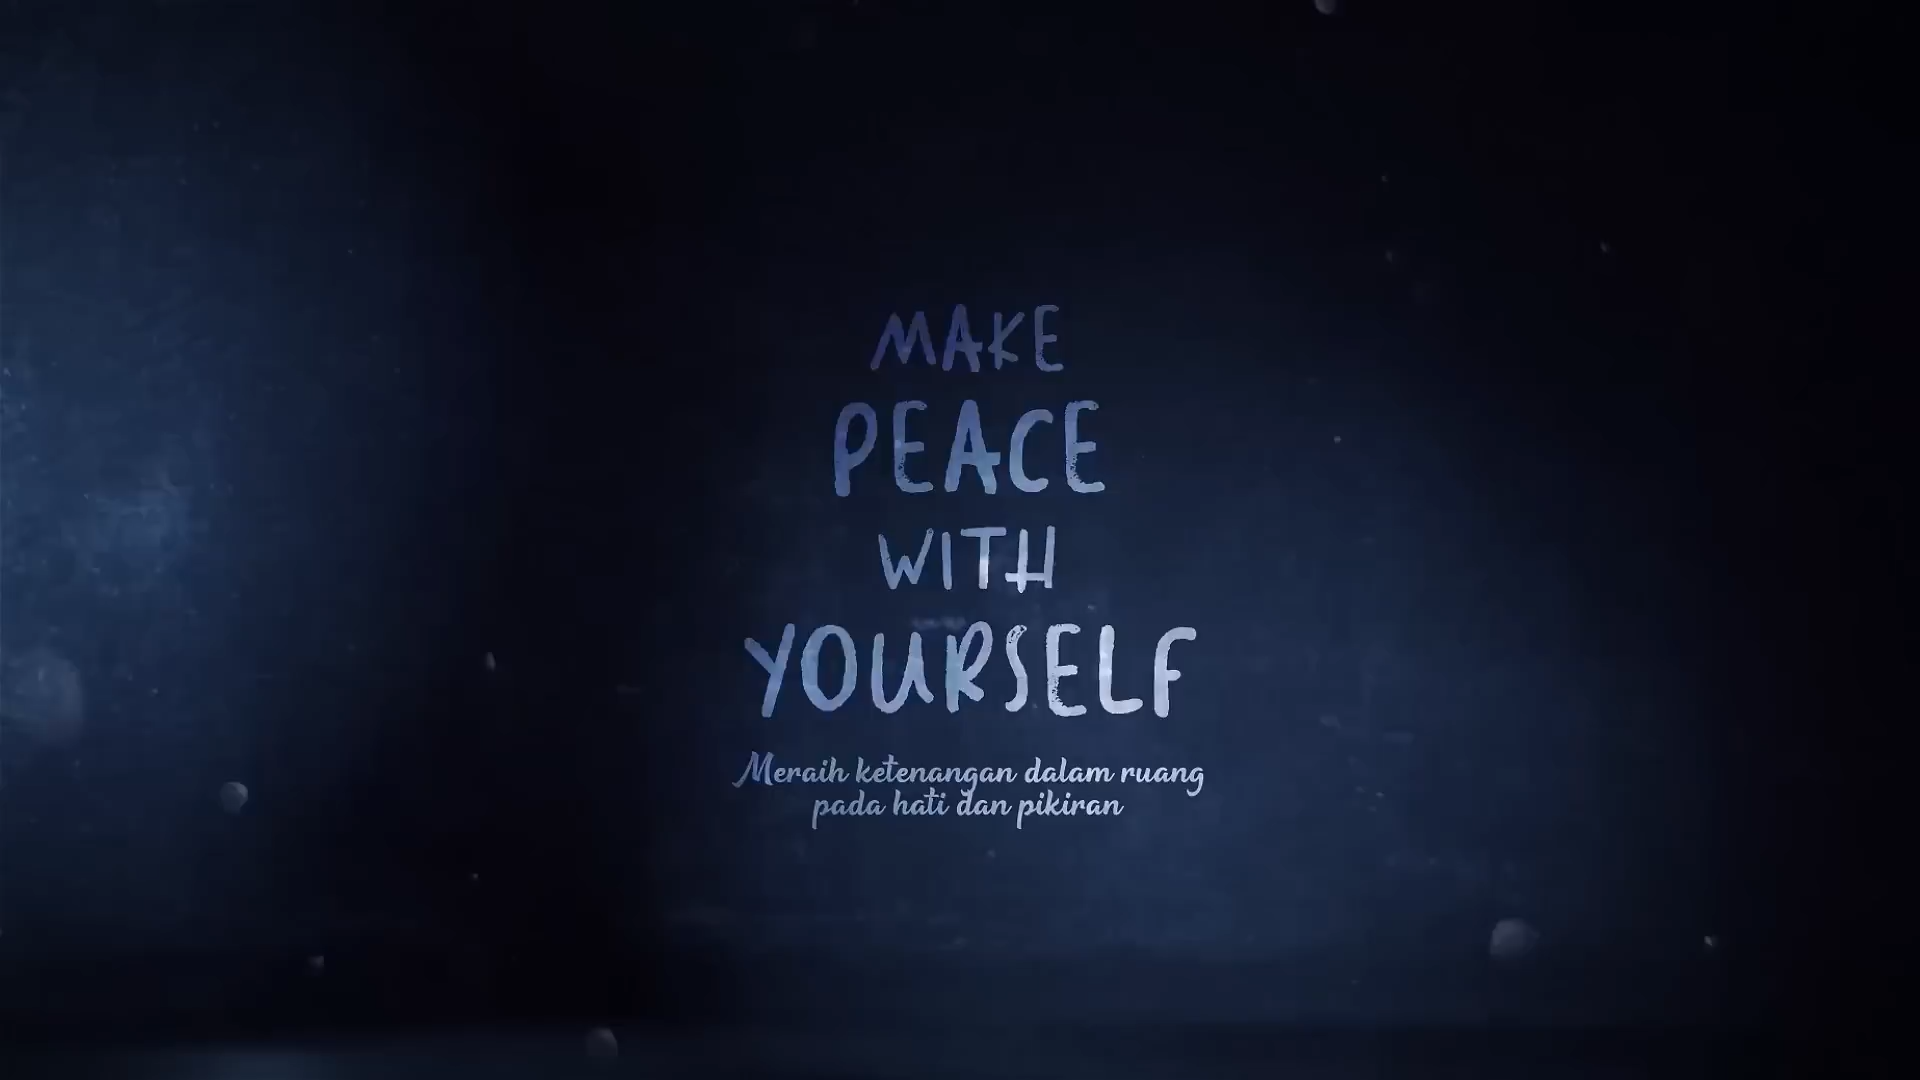 MAKE
PEACE
WITH
YOURSELF
Meraih ketenangan dalam ruang
pada hati dan pikiran